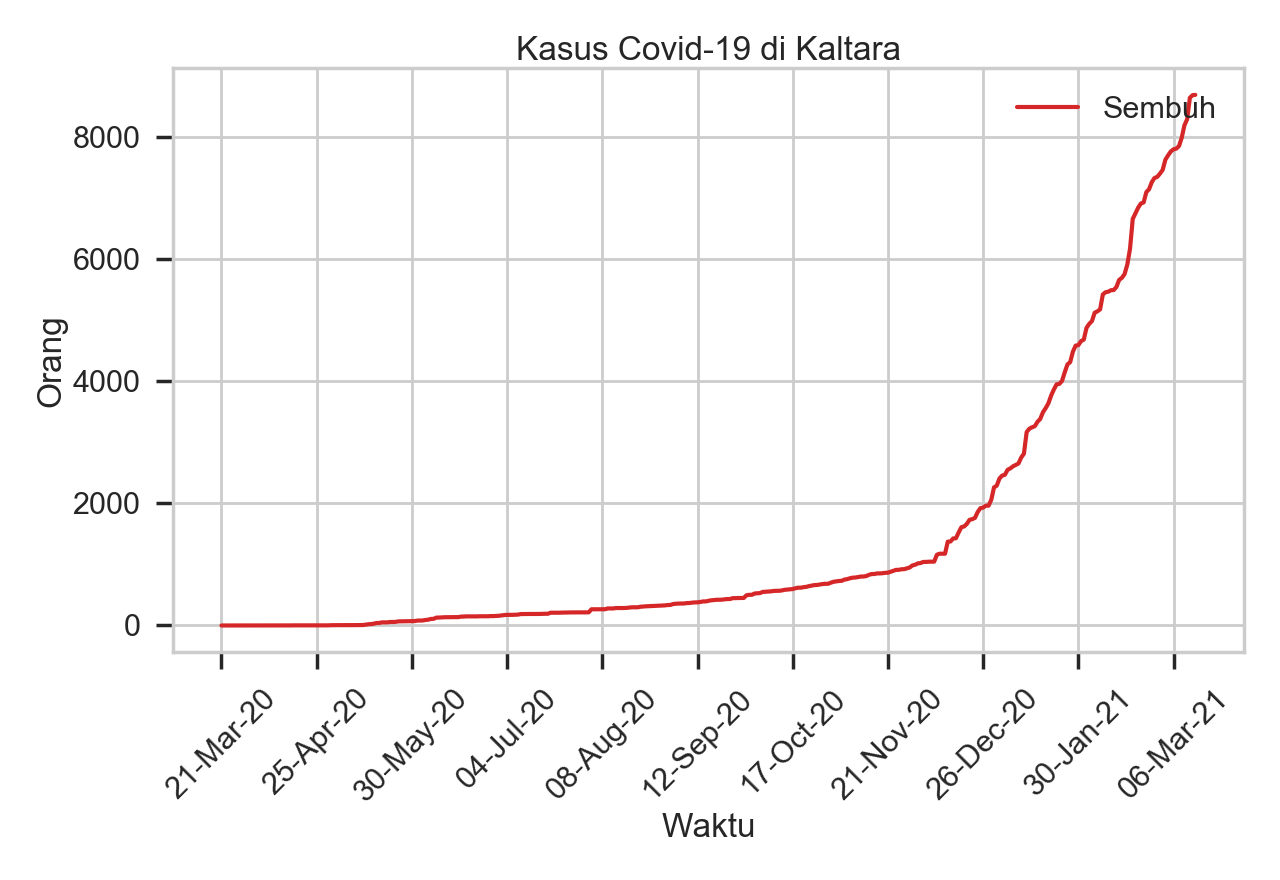 Kasus Covid-19 di Kaltara
Sembuh
8000
6000
4000
2000
0
Orang
21-Mar-20
25-Apr-20
30-May-20
04-Jul-20
08-Aug-20
12-Sep-20
17-Oct-20
21-Nov-20
26-Dec-20
30-Jan-21
06-Mar-21
Waktu